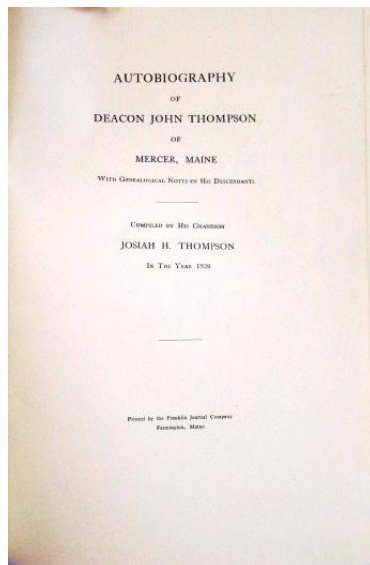 AUTOBIOGRAPHY
OF
DEACON JOHN THOMPSON
OF
MERCER, MAINE
WITH GENEALOGICAL NOTES OF HIS DESCENDANTS
COMPILED BY HIS GRANDSON
JOSIAH H. THOMPSON
IN THE YEAR 1920
Printed by the Franklin Journal Company
Farmington, Maine